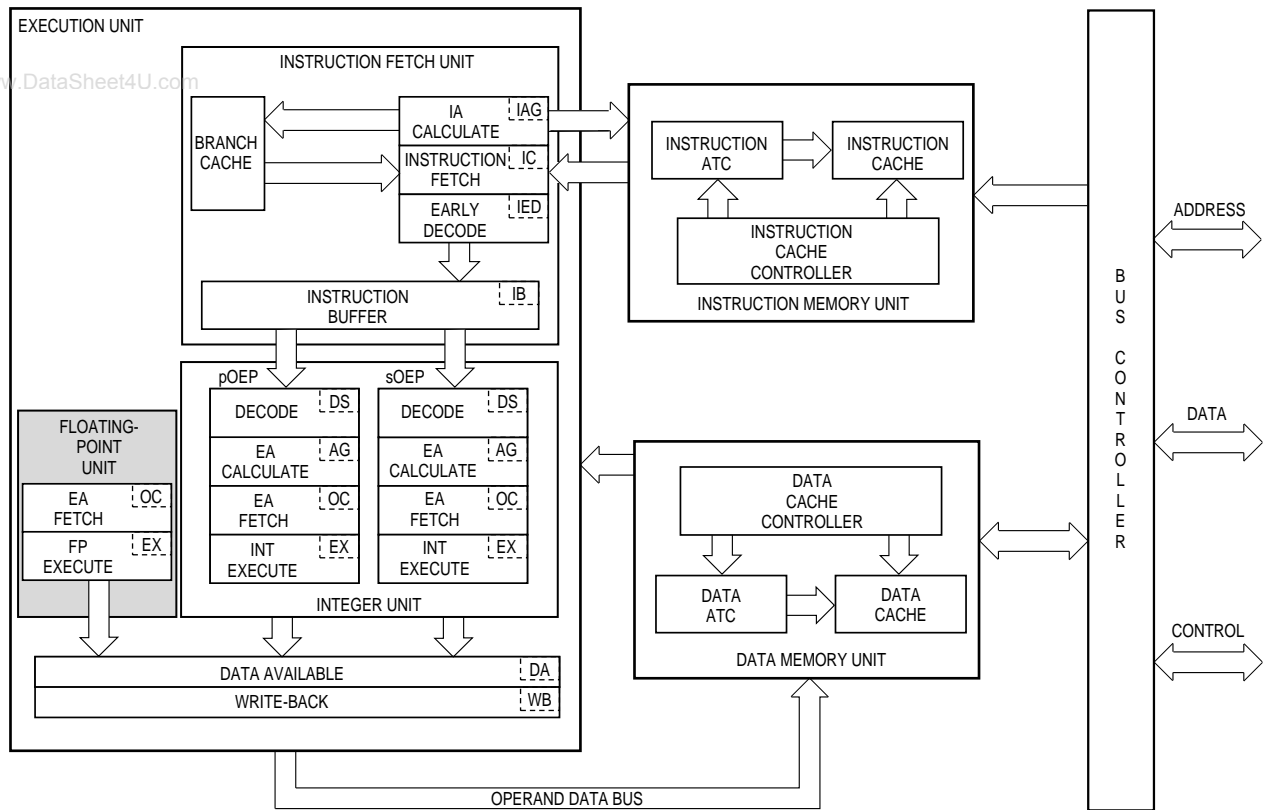 EXECUTION UNIT
w.DataSheet4U.com
INSTRUCTION FETCH UNIT
BRANCH
CACHE
IA
CALCULATE
IAG
INSTRUCTION
FETCH
IC
EARLY
DECODE
IED
INSTRUCTION
BUFFER
IB
pOEP
sOEP
DECODE
DS
EA
CALCULATE
AG
EA
FETCH
OC
INT
EXECUTE
EX
DECODE
DS
EA
CALCULATE
AG
EA
FETCH
OC
INT
EXECUTE
EX
INTEGER UNIT
FLOATING-
POINT
UNIT
EA
FETCH
OC
FP
EXECUTE
EX
DATA AVAILABLE
DA
WRITE-BACK
WB
INSTRUCTION
ATC
INSTRUCTION
CACHE
INSTRUCTION
CACHE
CONTROLLER
INSTRUCTION MEMORY UNIT
DATA
CACHE
CONTROLLER
DATA
ATC
DATA
CACHE
DATA MEMORY UNIT
OPERAND DATA BUS
BUS CONTROLLER
ADDRESS
DATA
CONTROL